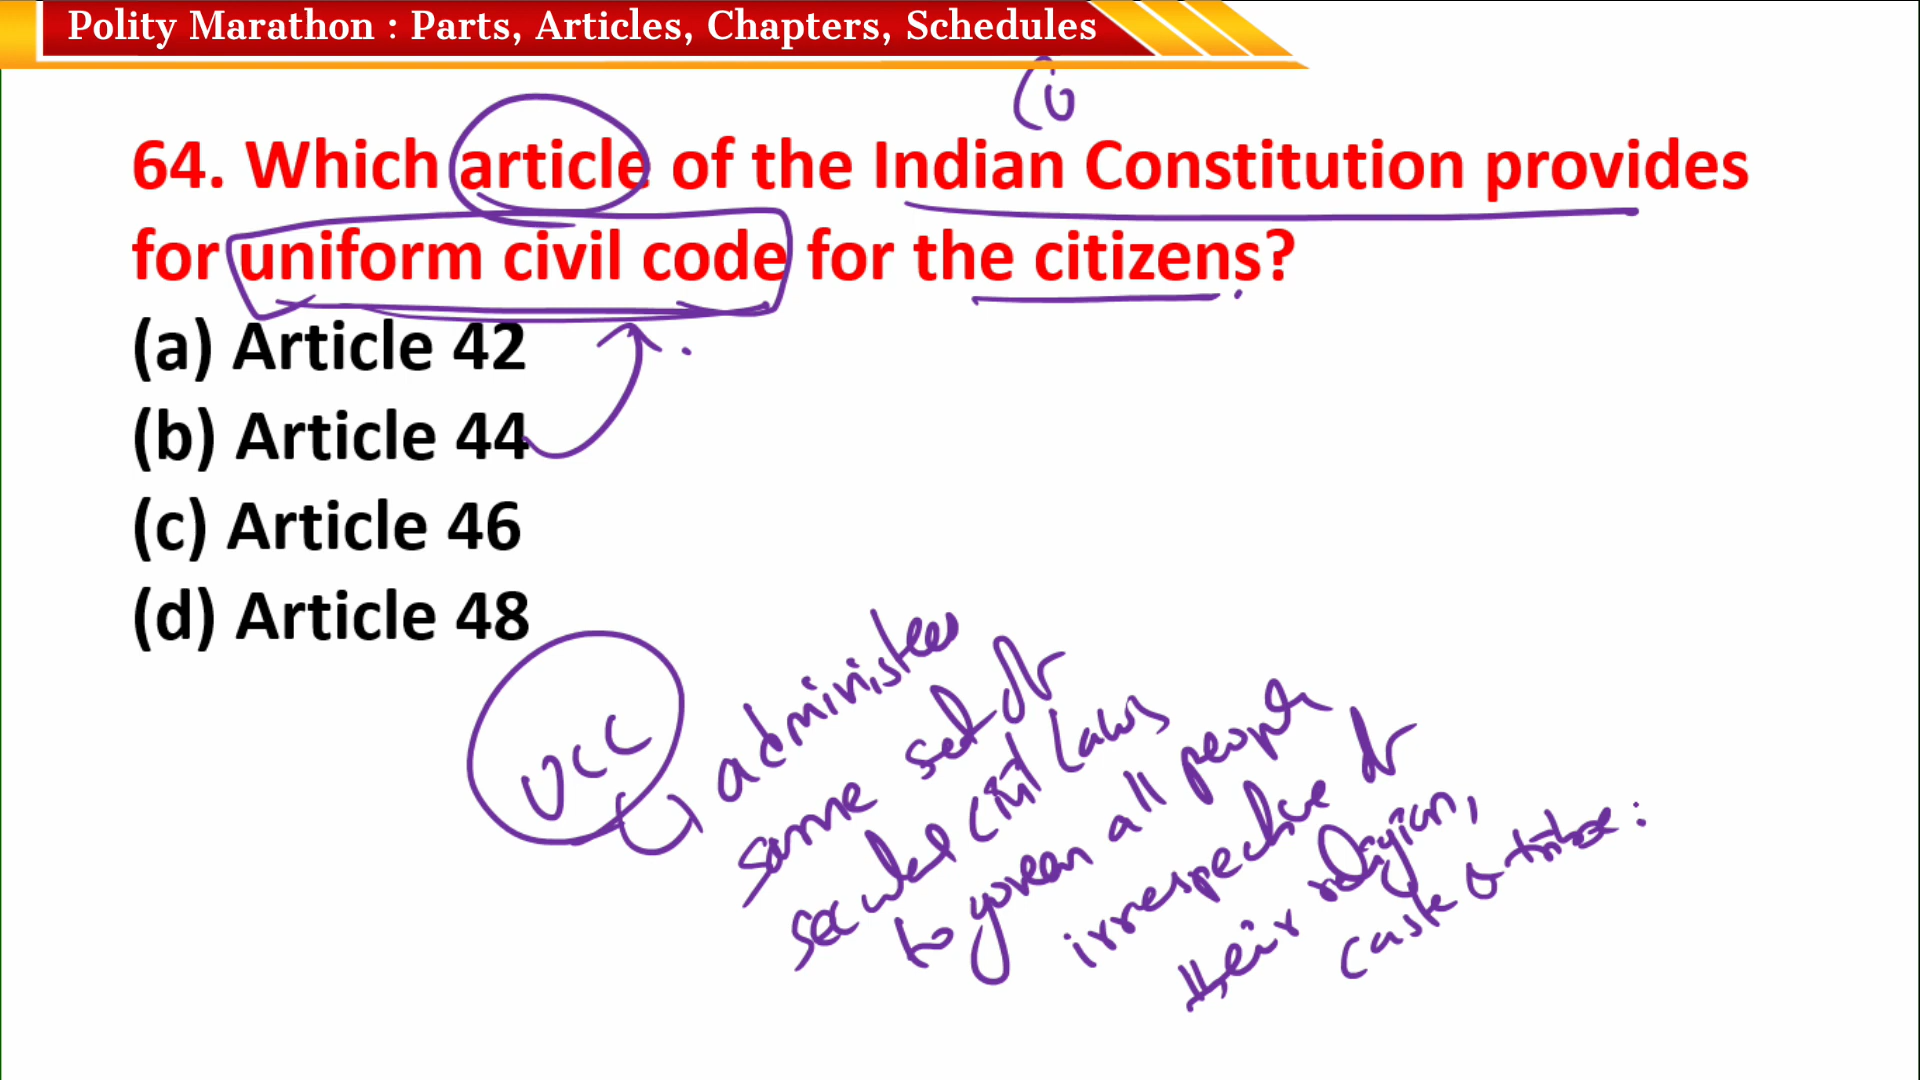 Polity Marathon : Parts, Articles, Chapters, Schedules
64. Which article of the Indian Constitution provides
for uniform civil code for the citizens?
(a) Article 42
(b) Article 44
(c) Article 46
(d) Article 48
UCC
administer
same set of
secular civil laws
to govern all people
irrespective of
their religion,
caste & tribe.